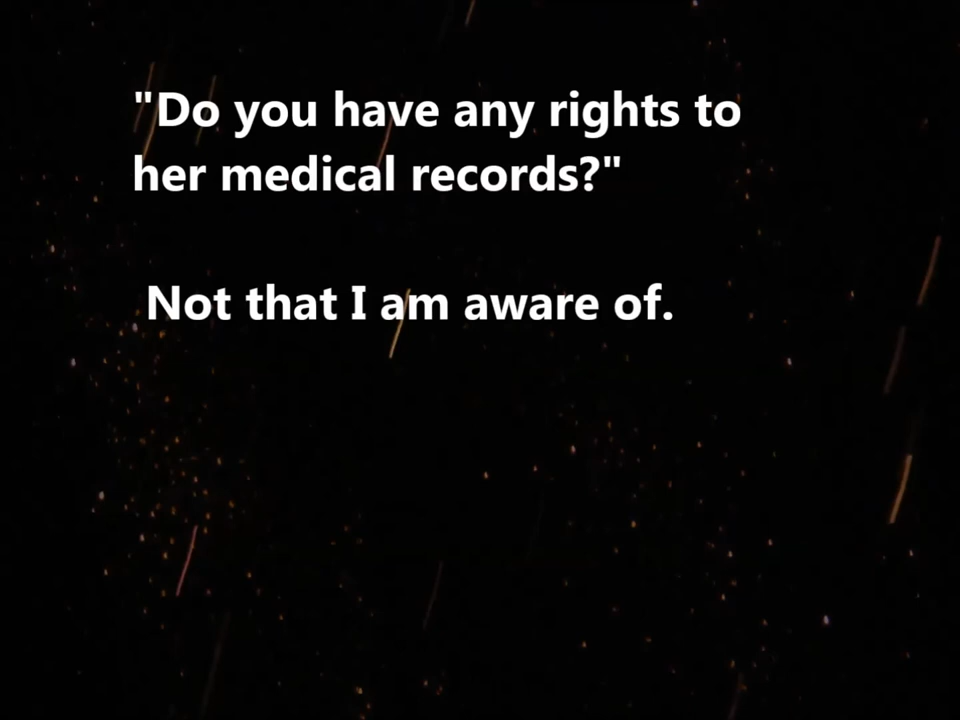 "Do you have any rights to
her medical records?"
Not that I am aware of.